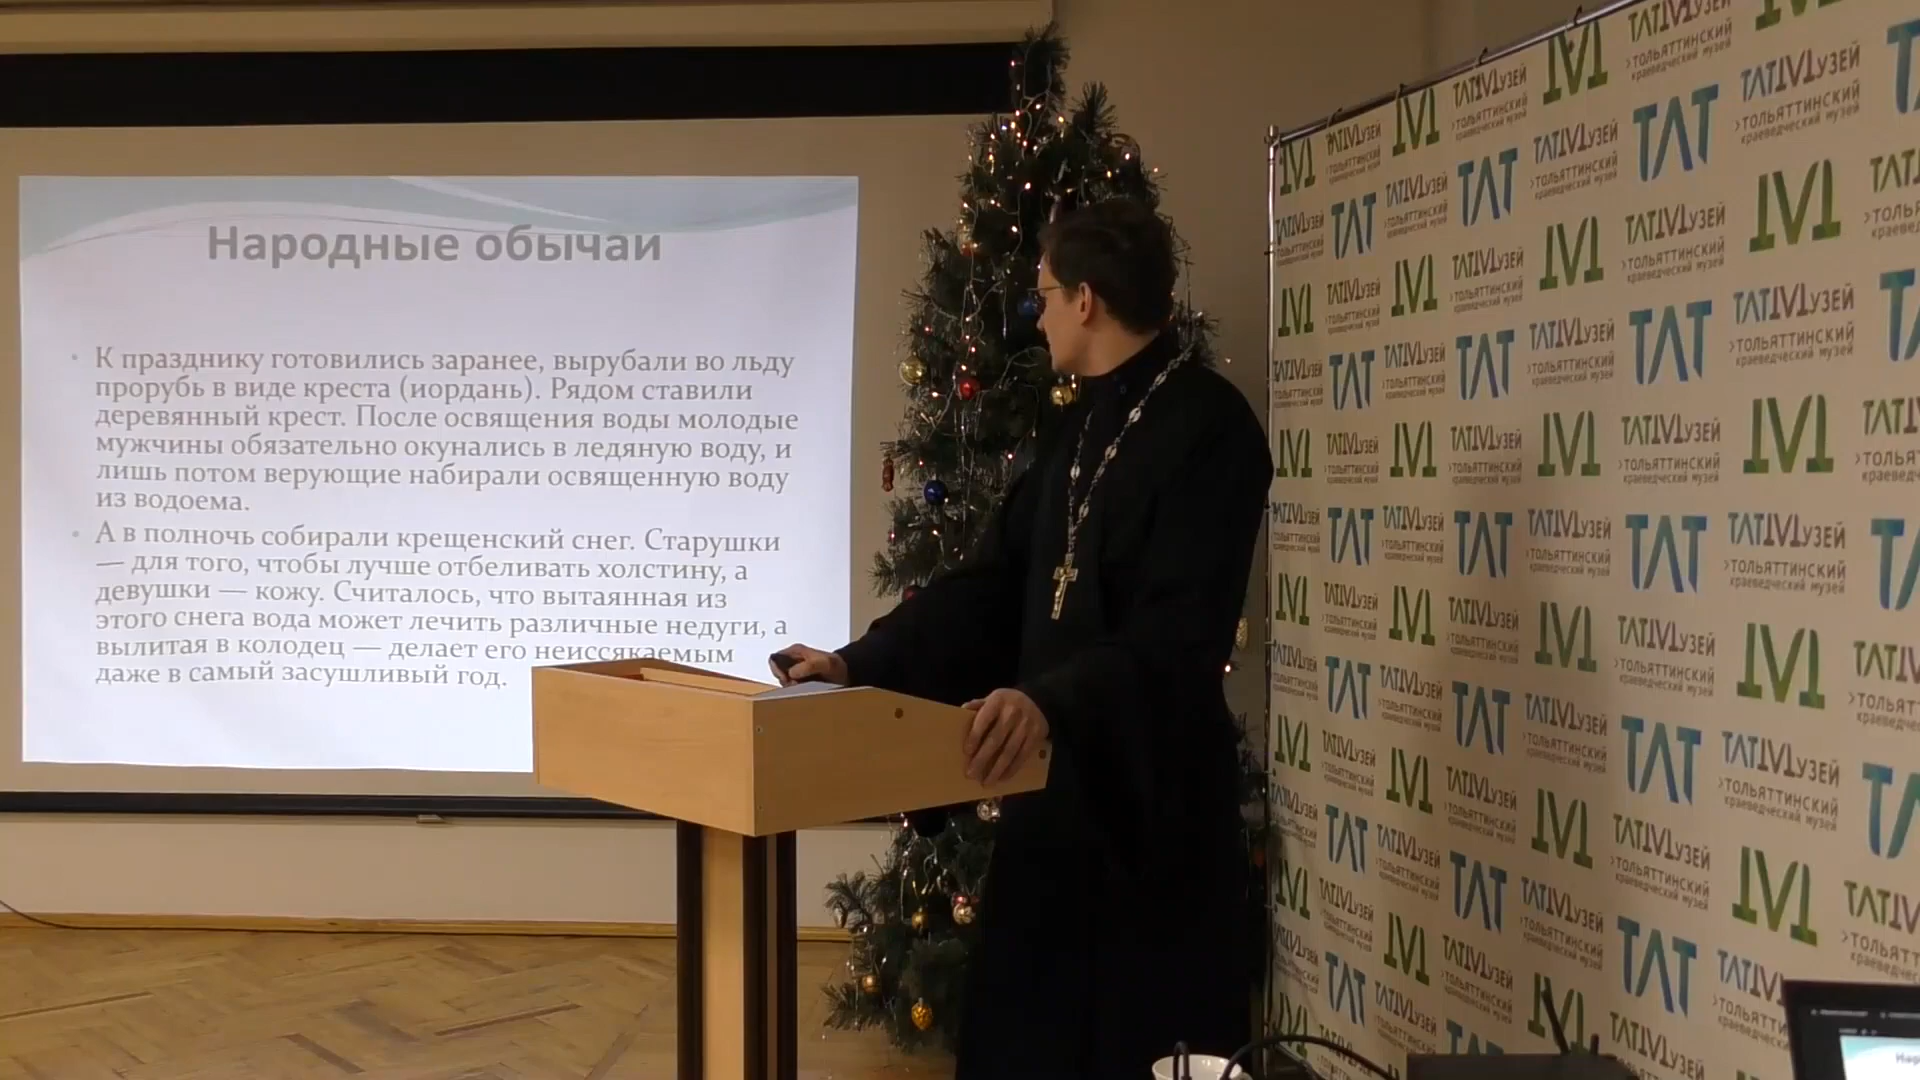 Народные обычаи
К празднику готовились заранее, вырубали во льду
прорубь в виде креста (иордань). Рядом ставили
деревянный крест. После освящения воды молодые
мужчины обязательно окунались в ледяную воду, и
лишь потом верующие набирали освященную воду
из водоема.
А в полночь собирали крещенский снег. Старушки
— для того, чтобы лучше отбеливать холстину, а
девушки — кожу. Считалось, что вытаянная из
этого снега вода может лечить различные недуги, а
вылитая в колодец — делает его неиссякаемым
даже в самый засушливый год.
ТЛТ
ТЛТМУЗЕЙ
ТОЛЬЯТТИНСКИЙ
краеведческий музей